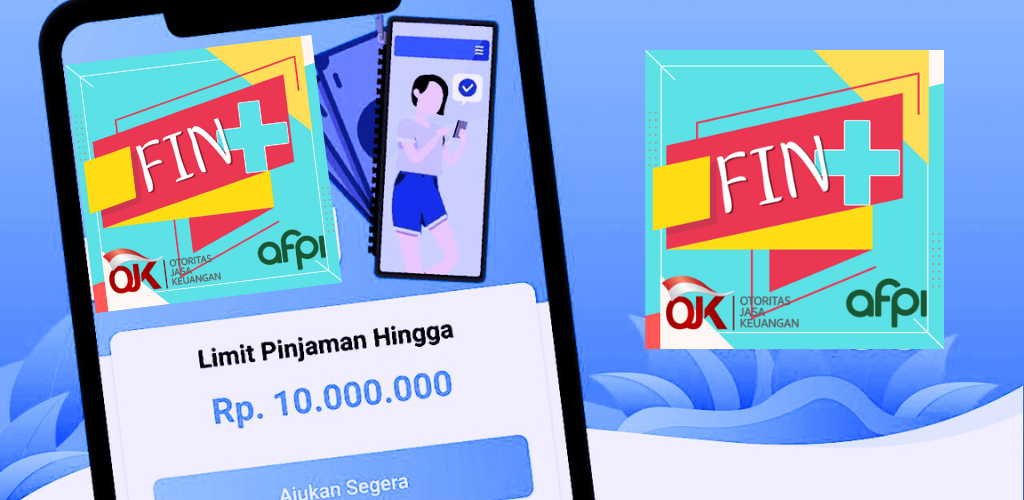 FIN+
OJK OTORITAS
JASA
KEUANGAN
afpi
Limit Pinjaman Hingga
Rp. 10.000.000
Ajukan Segera
FIN+
OJK OTORITAS
JASA
KEUANGAN
afpi